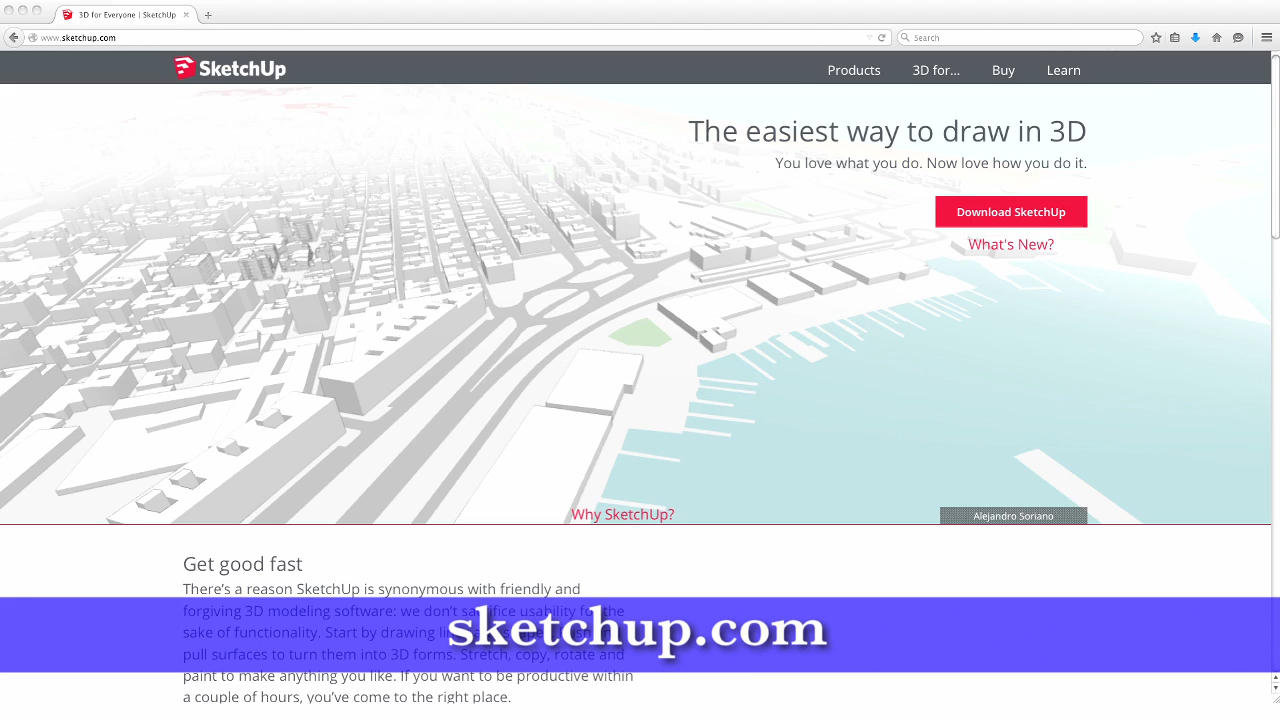 3D for Everyone | SketchUp
www.sketchup.com
Search
SketchUp
Products 3D for... Buy Learn
The easiest way to draw in 3D
You love what you do. Now love how you do it.
Download SketchUp
What's New?
Why SketchUp?
Alejandro Soriano
Get good fast
There's a reason SketchUp is synonymous with friendly and
forgiving 3D modeling software: we don't sacrifice usability for the
sake of functionality. Start by drawing
pull surfaces to turn them into 3D forms. Stretch, copy, rotate and
paint to make anything you like. If you want to be productive within
a couple of hours, you've come to the right place.
sketchup.com